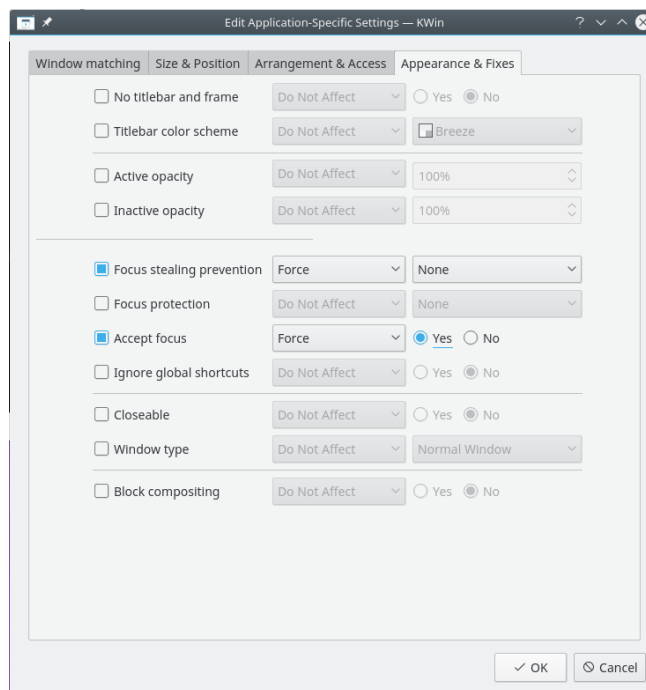 Edit Application-Specific Settings — KWin ?
Window matching Size & Position Arrangement & Access Appearance & Fixes
No titlebar and frame Do Not Affect Yes No
Titlebar color scheme Do Not Affect Breeze
Active opacity Do Not Affect 100%
Inactive opacity Do Not Affect 100%
Focus stealing prevention Force None
Focus protection Do Not Affect None
Accept focus Force Yes No
Ignore global shortcuts Do Not Affect Yes No
Closeable Do Not Affect Yes No
Window type Do Not Affect Normal Window
Block compositing Do Not Affect Yes No
OK Cancel